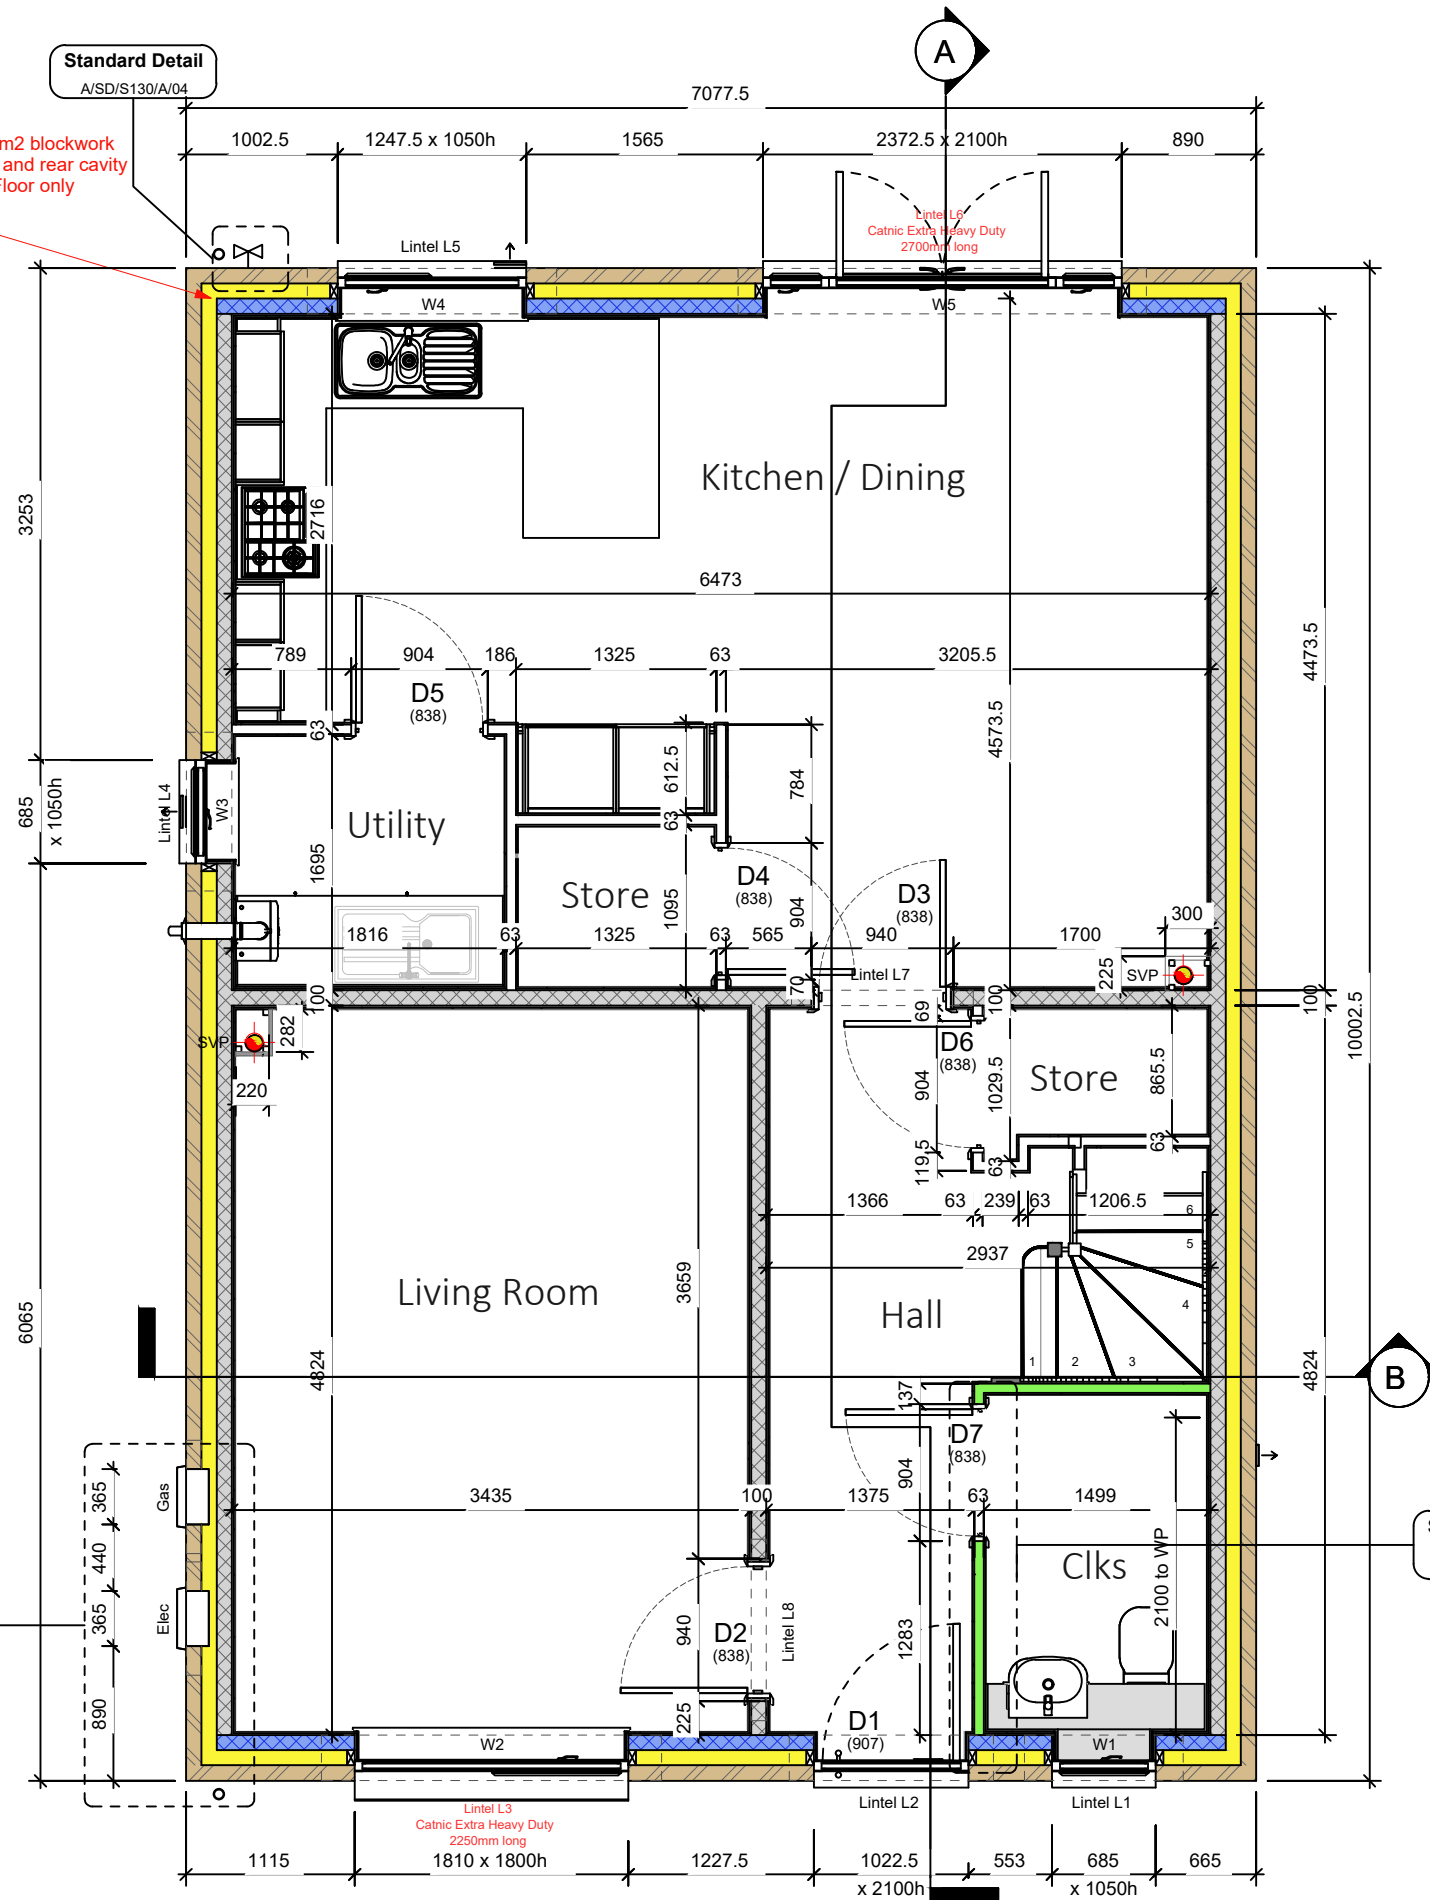 Standard Detail
A/SD/S130/A/04
A
7077.5
m2 blockwork
and rear cavity
Floor only
1002.5
1247.5 x 1050h
1565
2372.5 x 2100h
890
Lintel L5
Lintel L6
Catnic Extra Heavy Duty
2700mm long
W4
W5
Kitchen / Dining
3253
2716
6473
4473.5
789
904
186
1325
63
3205.5
D5
(838)
63
4573.5
612.5
784
685
x 1050h
Lintel L4
W3
Utility
63
1695
Store
1095
D4
(838)
904
D3
(838)
300
1816
63
1325
63
565
940
1700
Lintel L7
225
SVP
100
70
69
100
100
10002.5
SVP
282
220
D6
(838)
904
1029.5
Store
865.5
119.5
63
63
1366
63
239
63
1206.5
6
5
2937
4
3659
Living Room
Hall
6065
1
2
3
4824
4824
B
137
D7
(838)
904
365
Gas
3435
100
1375
63
1499
440
2100 to WP
Clks
365
Elec
940
D2
(838)
Lintel L8
1283
890
225
D1
(907)
W2
W1
Lintel L3
Catnic Extra Heavy Duty
2250mm long
Lintel L2
Lintel L1
1115
1810 x 1800h
1227.5
1022.5
x 2100h
553
685
x 1050h
665